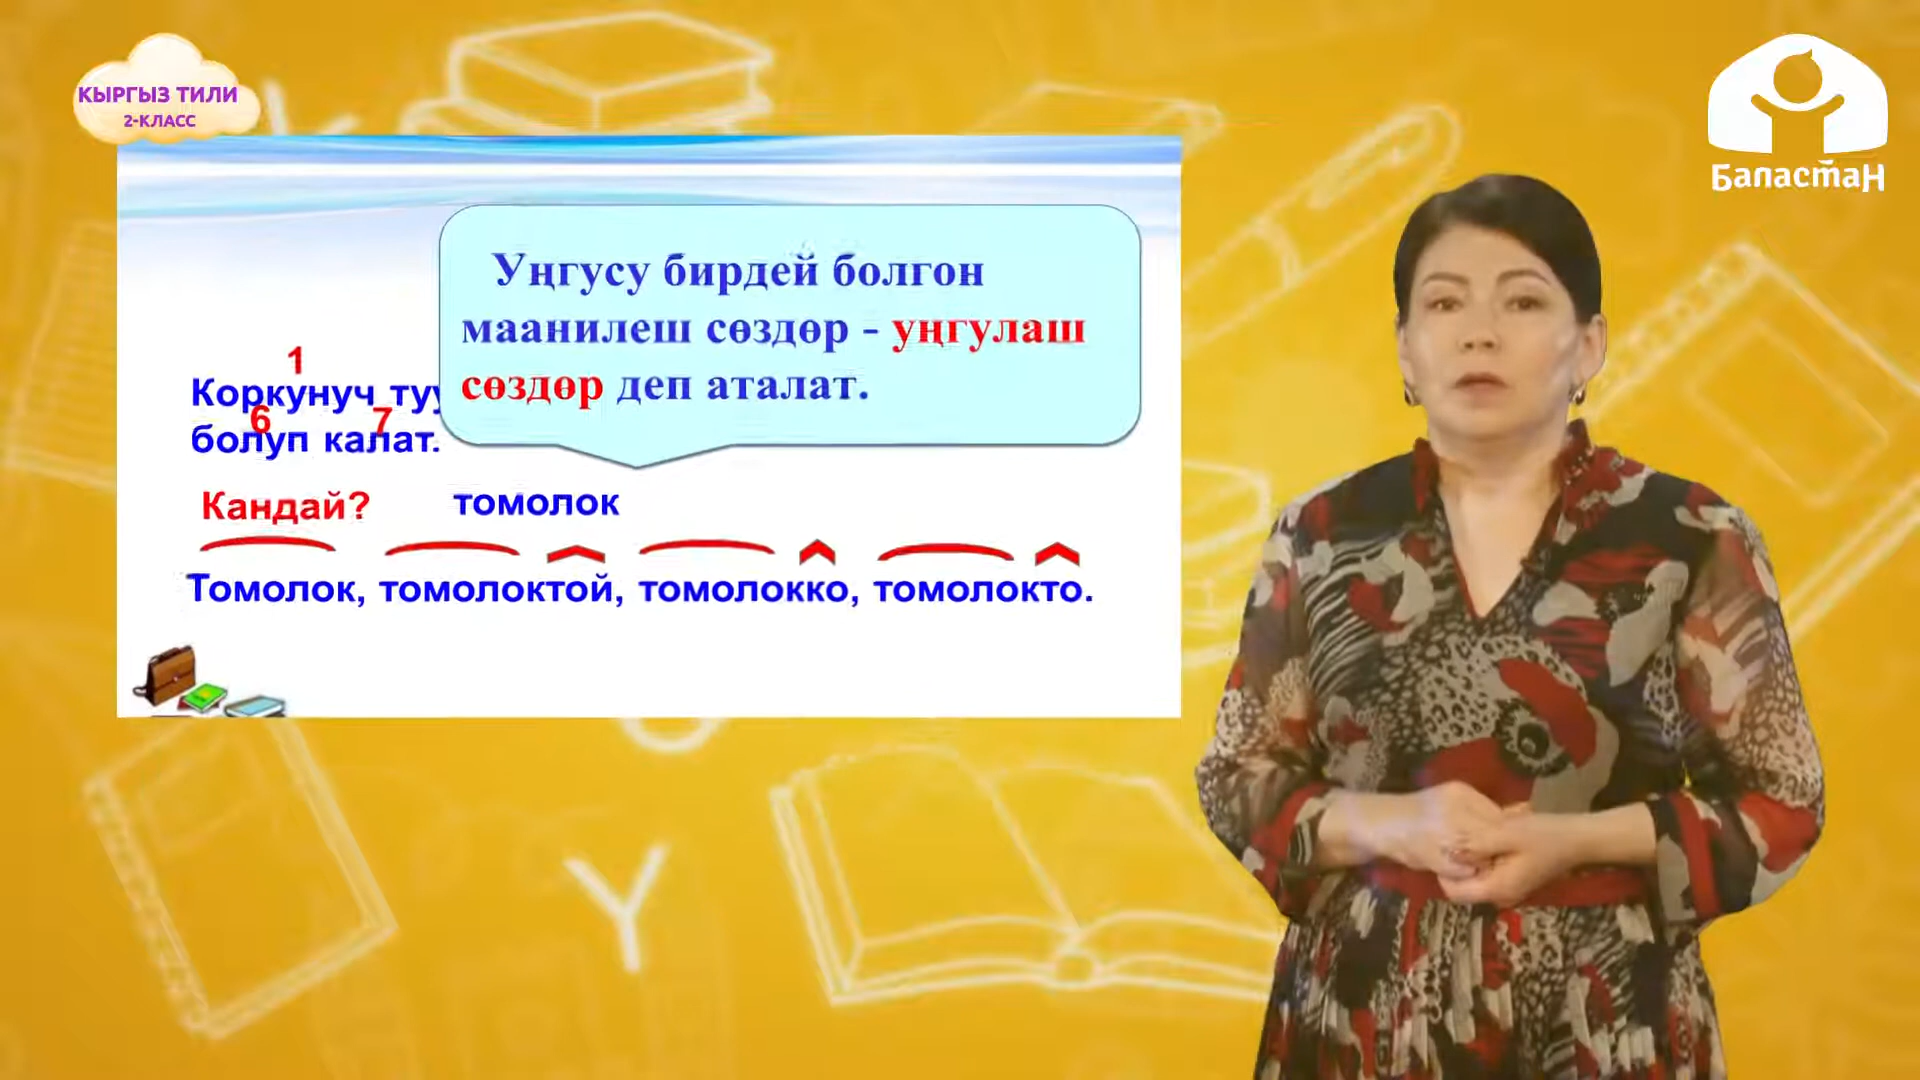 КЫРГЫЗ ТИЛИ
2-КЛАСС
Баластан
Уңгусу бирдей болгон
маанилеш сөздөр - уңгулаш
сөздөр деп аталат.
1
Коркунуч
6 7
болуп калат.
Кандай? томолок
Томолок, томолоктой, томолокко, томолокто.